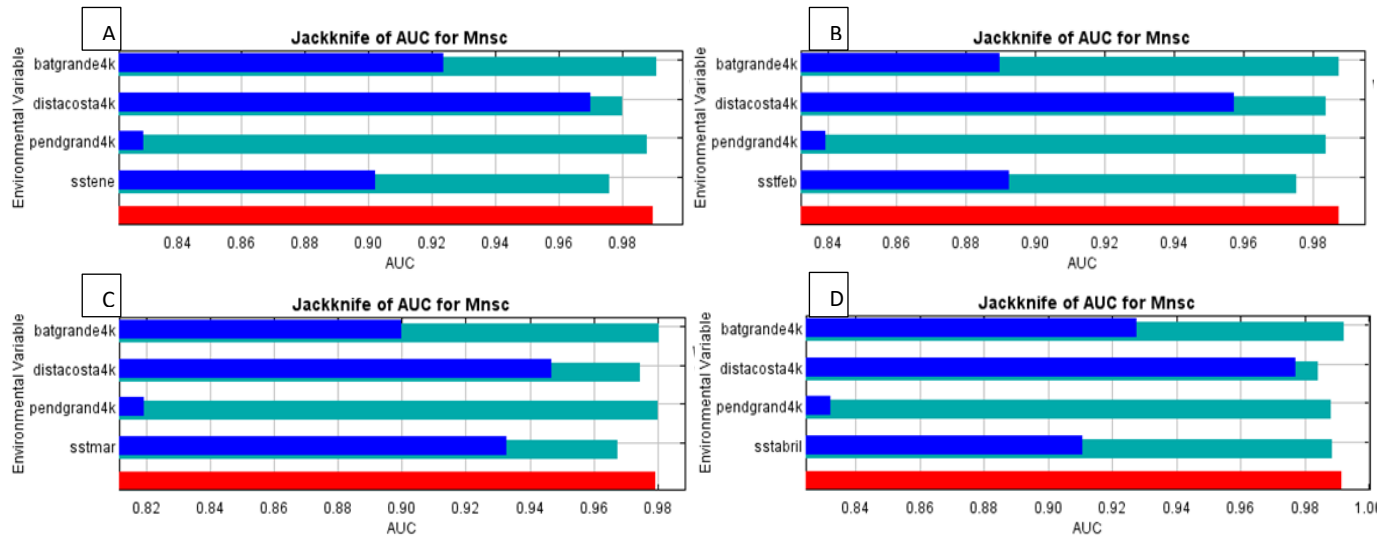 A
Jackknife of AUC for Mnsc
Environmental Variable
batgrande4k
distacosta4k
pendgrand4k
sstene
0.84 0.86 0.88 0.90 0.92 0.94 0.96 0.98
AUC
B
Jackknife of AUC for Mnsc
Environmental Variable
batgrande4k
distacosta4k
pendgrand4k
sstfeb
0.84 0.86 0.88 0.90 0.92 0.94 0.96 0.98
AUC
C
Jackknife of AUC for Mnsc
Environmental Variable
batgrande4k
distacosta4k
pendgrand4k
sstmar
0.82 0.84 0.86 0.88 0.90 0.92 0.94 0.96 0.98
AUC
D
Jackknife of AUC for Mnsc
Environmental Variable
batgrande4k
distacosta4k
pendgrand4k
sstabril
0.84 0.86 0.88 0.90 0.92 0.94 0.96 0.98
AUC